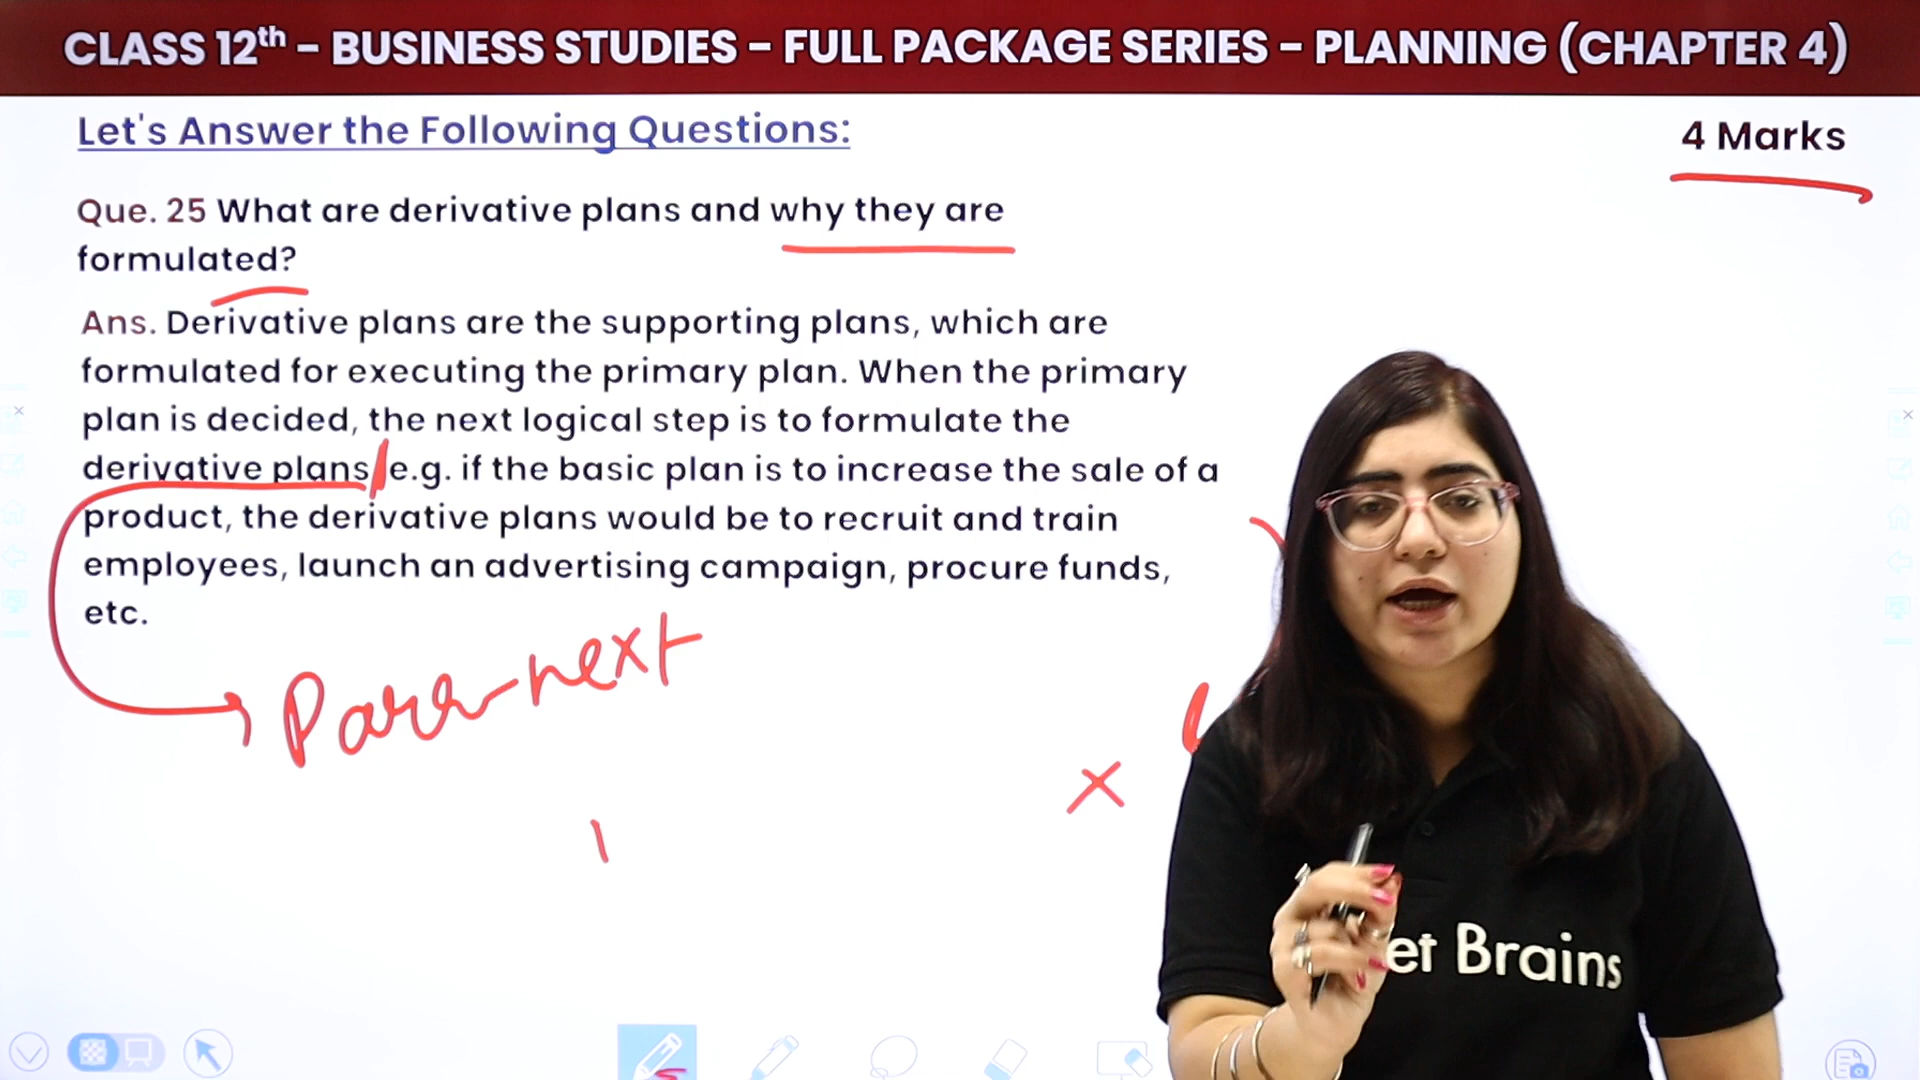 CLASS 12th – BUSINESS STUDIES – FULL PACKAGE SERIES – PLANNING (CHAPTER 4)
Let's Answer the Following Questions:
4 Marks
Que. 25 What are derivative plans and why they are
formulated?
Ans. Derivative plans are the supporting plans, which are
formulated for executing the primary plan. When the primary
plan is decided, the next logical step is to formulate the
derivative plans e.g. if the basic plan is to increase the sale of a
product, the derivative plans would be to recruit and train
employees, launch an advertising campaign, procure funds,
etc.
Para next
et Brains